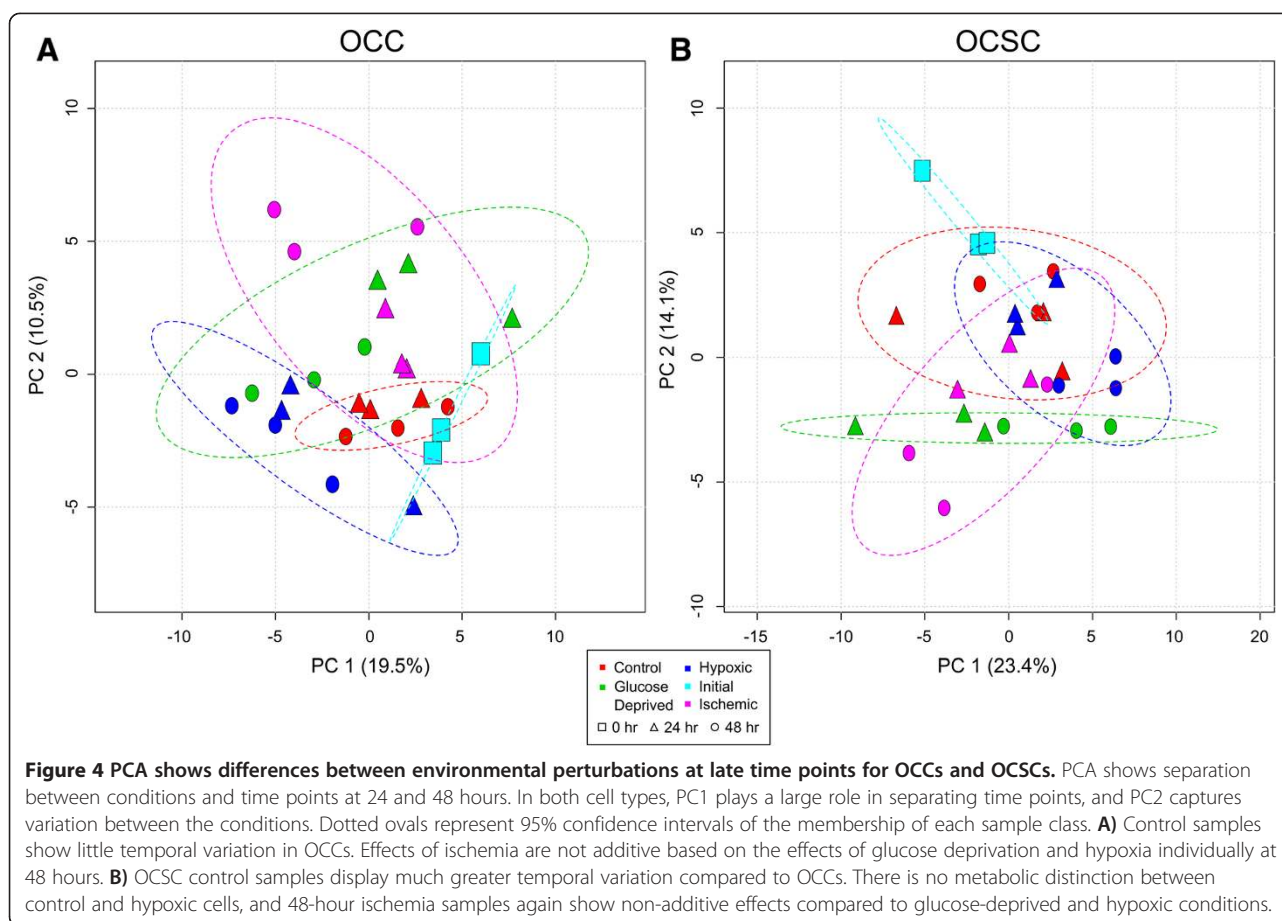 A
OCC
B
OCSC
10
5
0
-5
PC 2 (10.5%)
-10
-5
0
5
10
PC 1 (19.5%)
10
5
0
-5
-10
PC 2 (14.1%)
-15
-10
-5
0
5
10
15
20
PC 1 (23.4%)
Control
Hypoxic
Glucose
Initial
Deprived
Ischemic
0 hr
24 hr
48 hr
Figure 4 PCA shows differences between environmental perturbations at late time points for OCCs and OCSCs. PCA shows separation
between conditions and time points at 24 and 48 hours. In both cell types, PC1 plays a large role in separating time points, and PC2 captures
variation between the conditions. Dotted ovals represent 95% confidence intervals of the membership of each sample class. A) Control samples
show little temporal variation in OCCs. Effects of ischemia are not additive based on the effects of glucose deprivation and hypoxia individually at
48 hours. B) OCSC control samples display much greater temporal variation compared to OCCs. There is no metabolic distinction between
control and hypoxic cells, and 48-hour ischemia samples again show non-additive effects compared to glucose-deprived and hypoxic conditions.